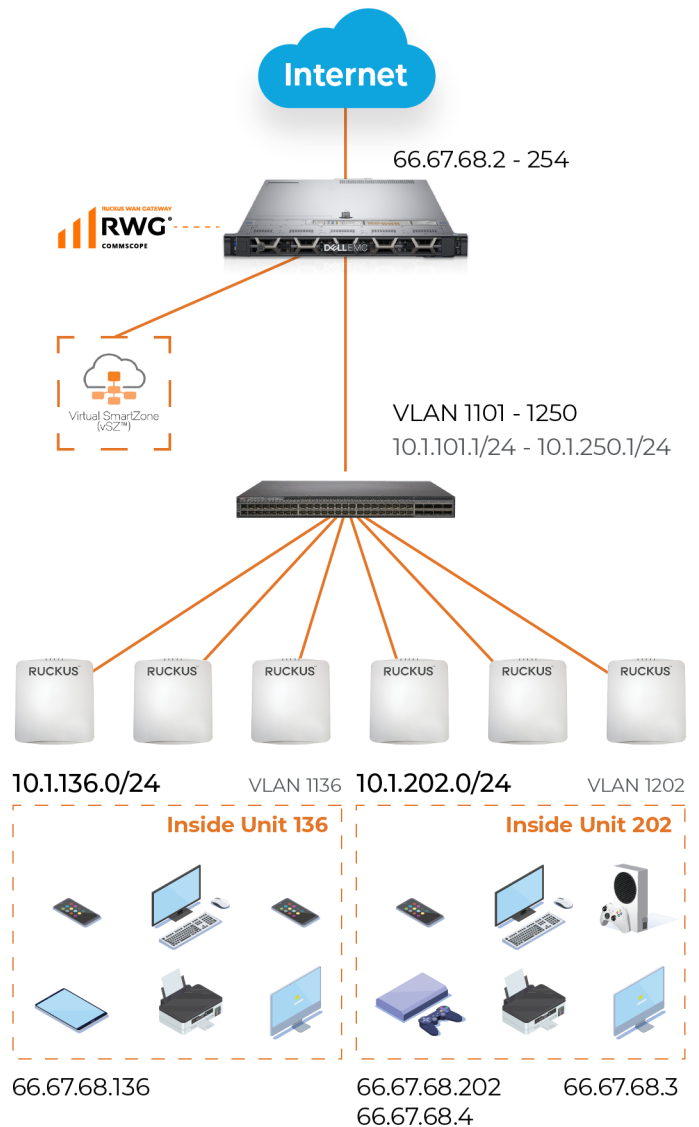 Internet
66.67.68.2 - 254
RUCKUS WAN GATEWAY
RWG®
COMMSCOPE
DELLEMC
Virtual SmartZone
(vSZ™)
VLAN 1101 - 1250
10.1.101.1/24 - 10.1.250.1/24
RUCKUS
RUCKUS
RUCKUS
RUCKUS
RUCKUS
RUCKUS
10.1.136.0/24 VLAN 1136
10.1.202.0/24 VLAN 1202
Inside Unit 136
Inside Unit 202
66.67.68.136
66.67.68.202 66.67.68.3
66.67.68.4